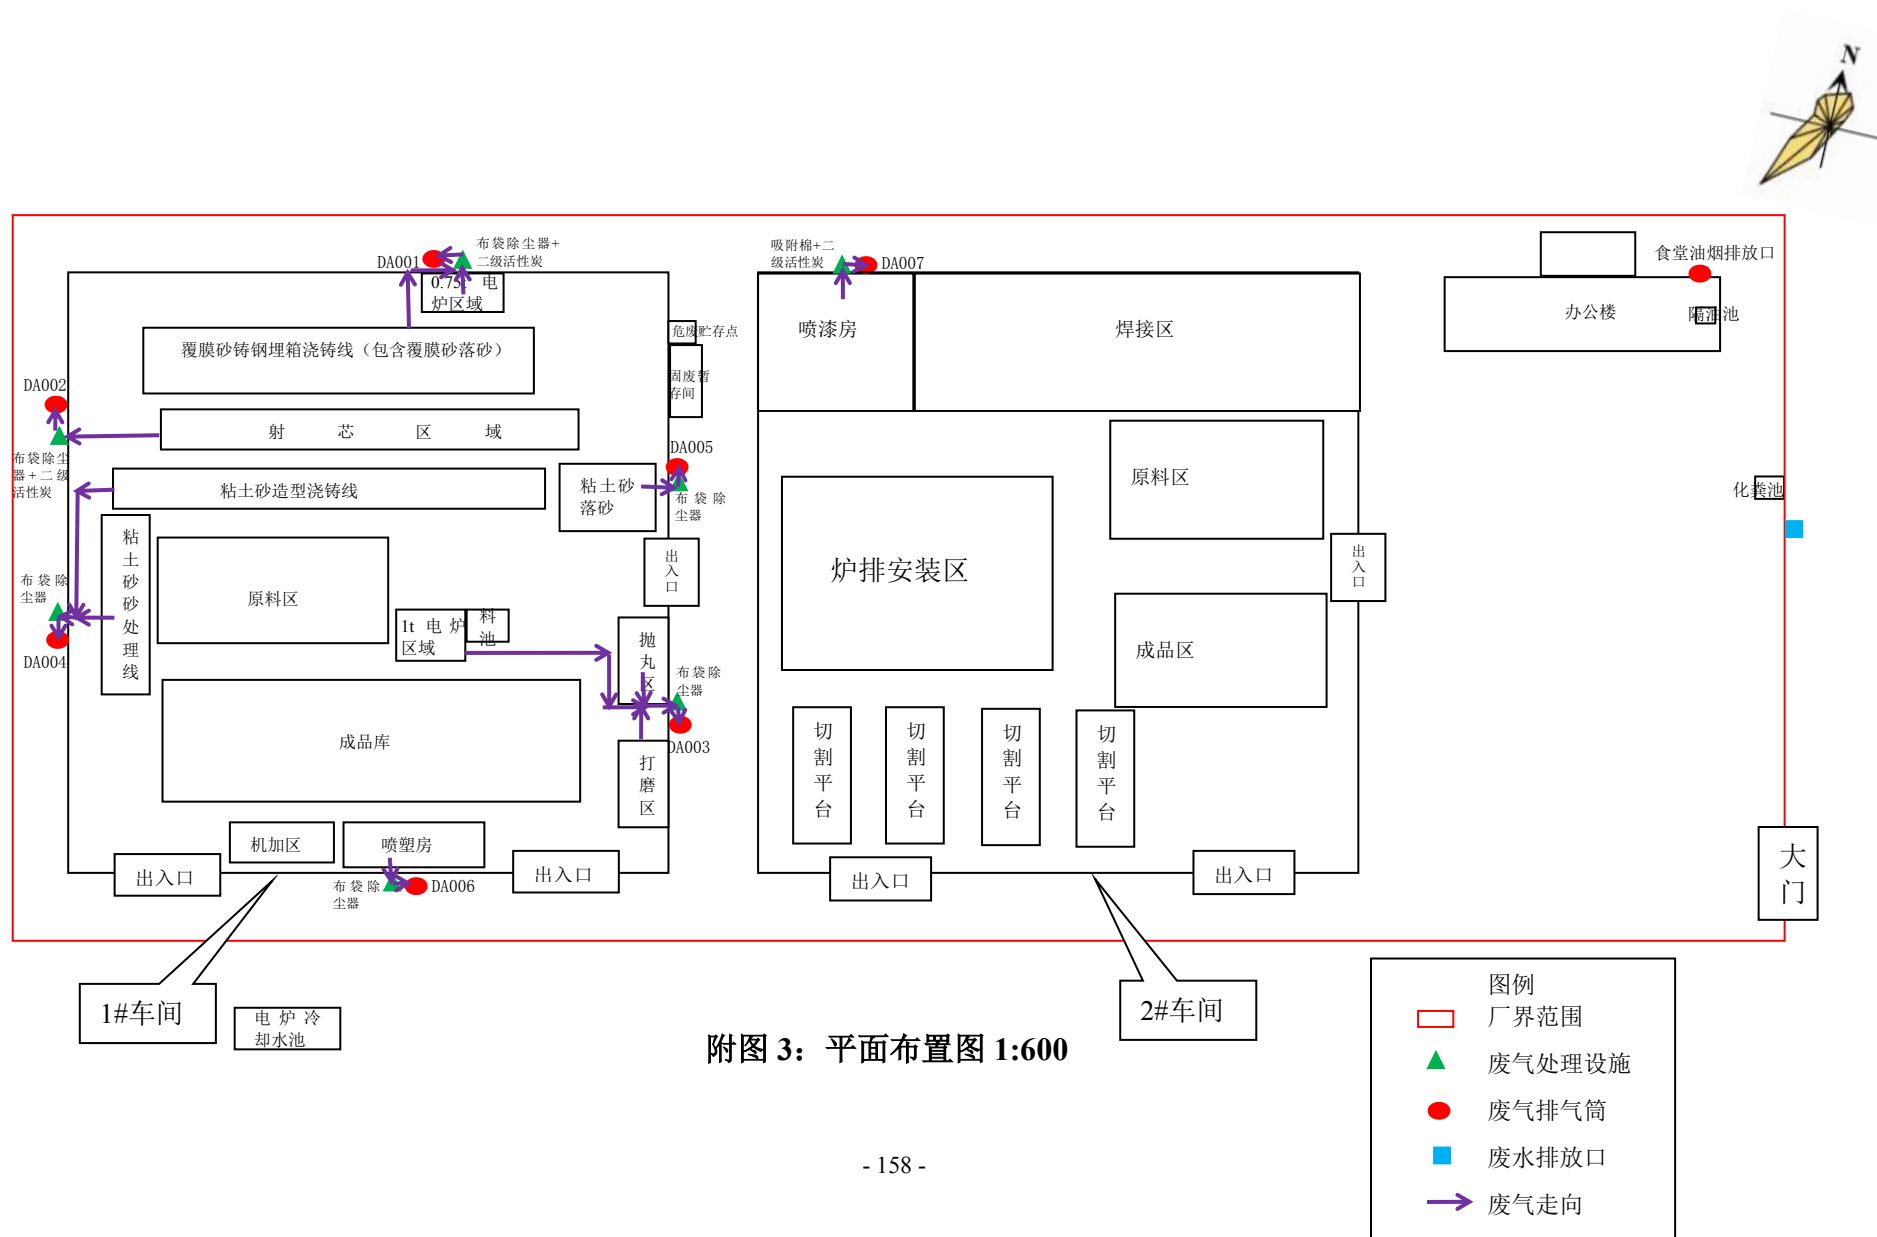 N
DA001
布袋除尘器+
二级活性炭
0.75t 电
炉区域
覆膜砂铸钢埋箱浇铸线（包含覆膜砂落砂）
危废贮存点
固废暂
存间
DA002
射 芯 区 域
布袋除尘
器+二级
活性炭
粘土砂造型浇铸线
粘土砂
落砂
DA005
布袋除
尘器
粘土砂砂处理线
原料区
出入口
布袋除
尘器
DA004
1t 电炉
区域
料
池
抛丸区
布袋除
尘器
DA003
成品库
打磨区
机加区
喷塑房
出入口
布袋除
尘器
DA006
出入口
吸附棉+二
级活性炭
DA007
喷漆房
焊接区
炉排安装区
原料区
出入口
成品区
切割平台
切割平台
切割平台
切割平台
出入口
出入口
食堂油烟排放口
办公楼
隔油池
化粪池
大门
1#车间
电炉冷
却水池
2#车间
附图 3：平面布置图 1:600
图例
厂界范围
废气处理设施
废气排气筒
废水排放口
废气走向
- 158 -